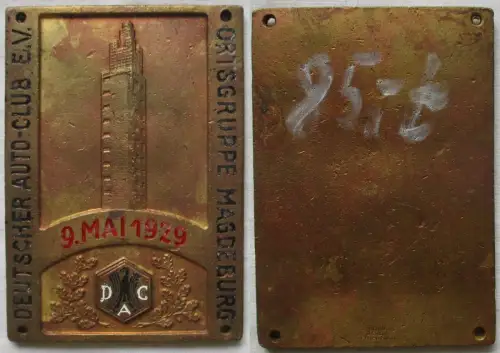 DEUTSCHER AUTO-CLUB E.V.
ORTSGRUPPE MAGDEBURG
9. MAI 1929
D A C